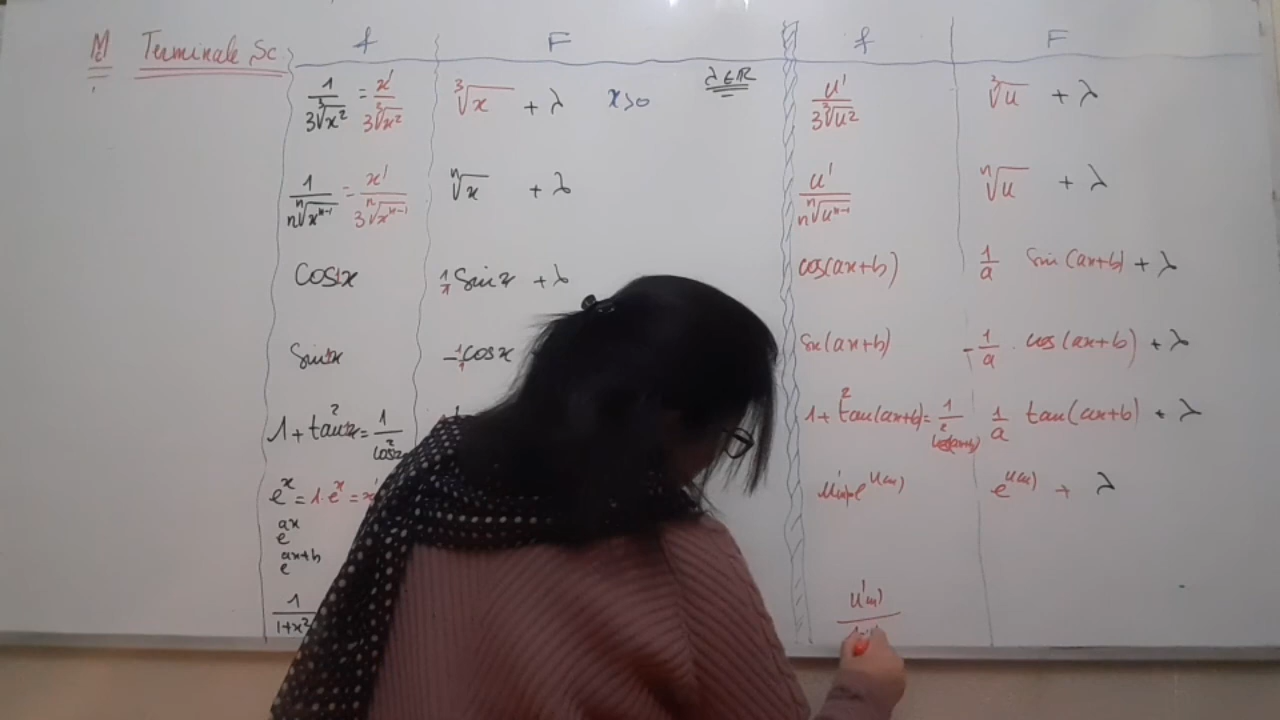 M Terminale Sc f F f F
λ ∈ ℝ
1/(3∛x²) = x'/(3∛x²) ∛x + λ x>0 u'/(3∛u²) ∛u + λ
1/(n ⁿ√xⁿ⁻¹) = x'/(3 ⁿ√xⁿ⁻¹) ⁿ√x + λ u'/(n ⁿ√uⁿ⁻¹) ⁿ√u + λ
cos1x 1/1 Sin x + λ cos(ax+b) 1/a Sin(ax+b) + λ
Sin1x -1/1 cos x Sin(ax+b) -1/a . cos(ax+b) + λ
1+tan²x = 1/cos²x 1+tan²(ax+b) = 1/cos²(ax+b) 1/a tan(ax+b) + λ
eˣ = 1.eˣ = x' u'(x) e^u(x) e^u(x) + λ
e^ax
e^ax+b
1/(1+x²) u'(x)